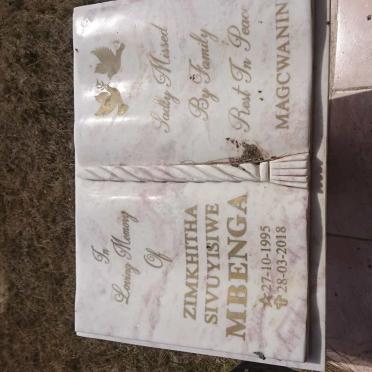 In
Loving Memory
Of
ZIMKHITHA
SIVUYISIWE
MBENGA
27-10-1995
28-03-2018
Sadly Missed
By Family
Rest In Peace
MAGCWANIN